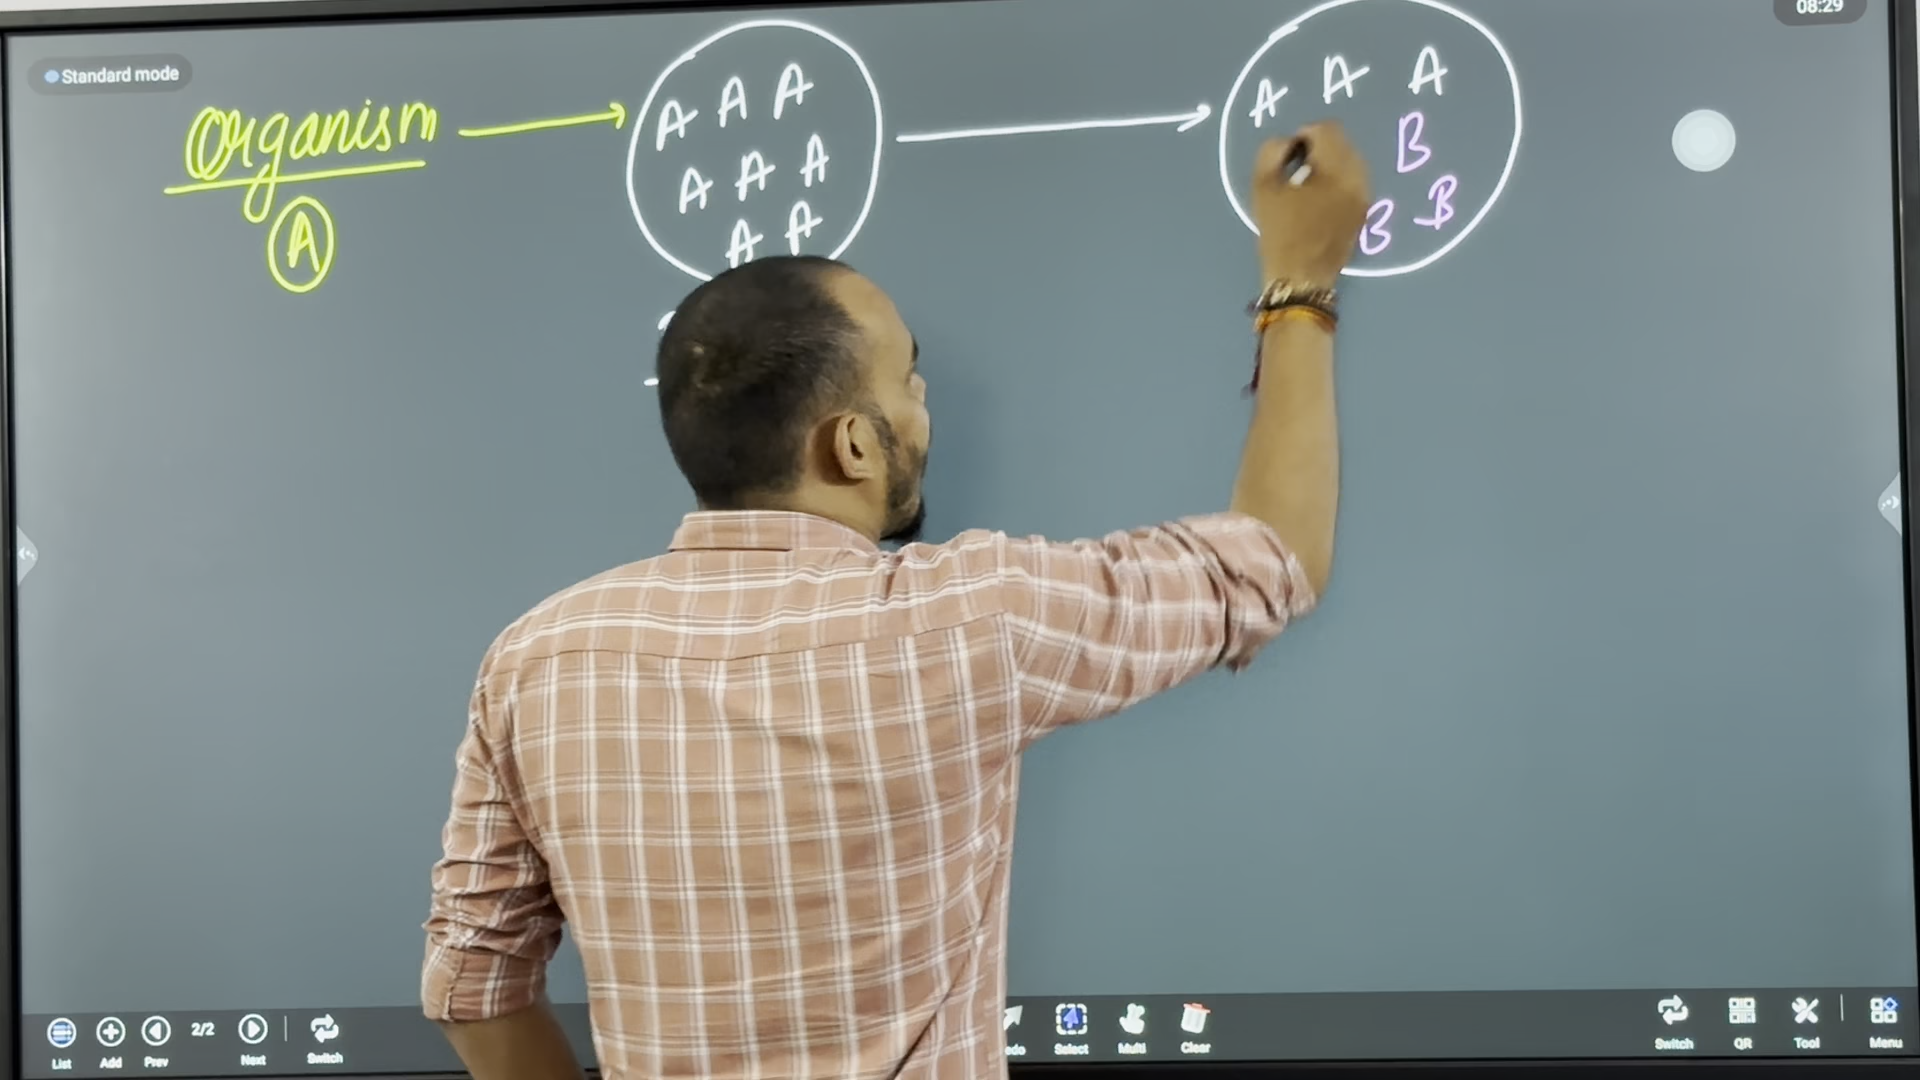 08:29
Standard mode
Organism
A
A A A
A A A
A A
A A A
B
B B
List
Add
Prev
2/2
Next
Switch
Select
Multi
Clear
Switch
QR
Tool
Menu